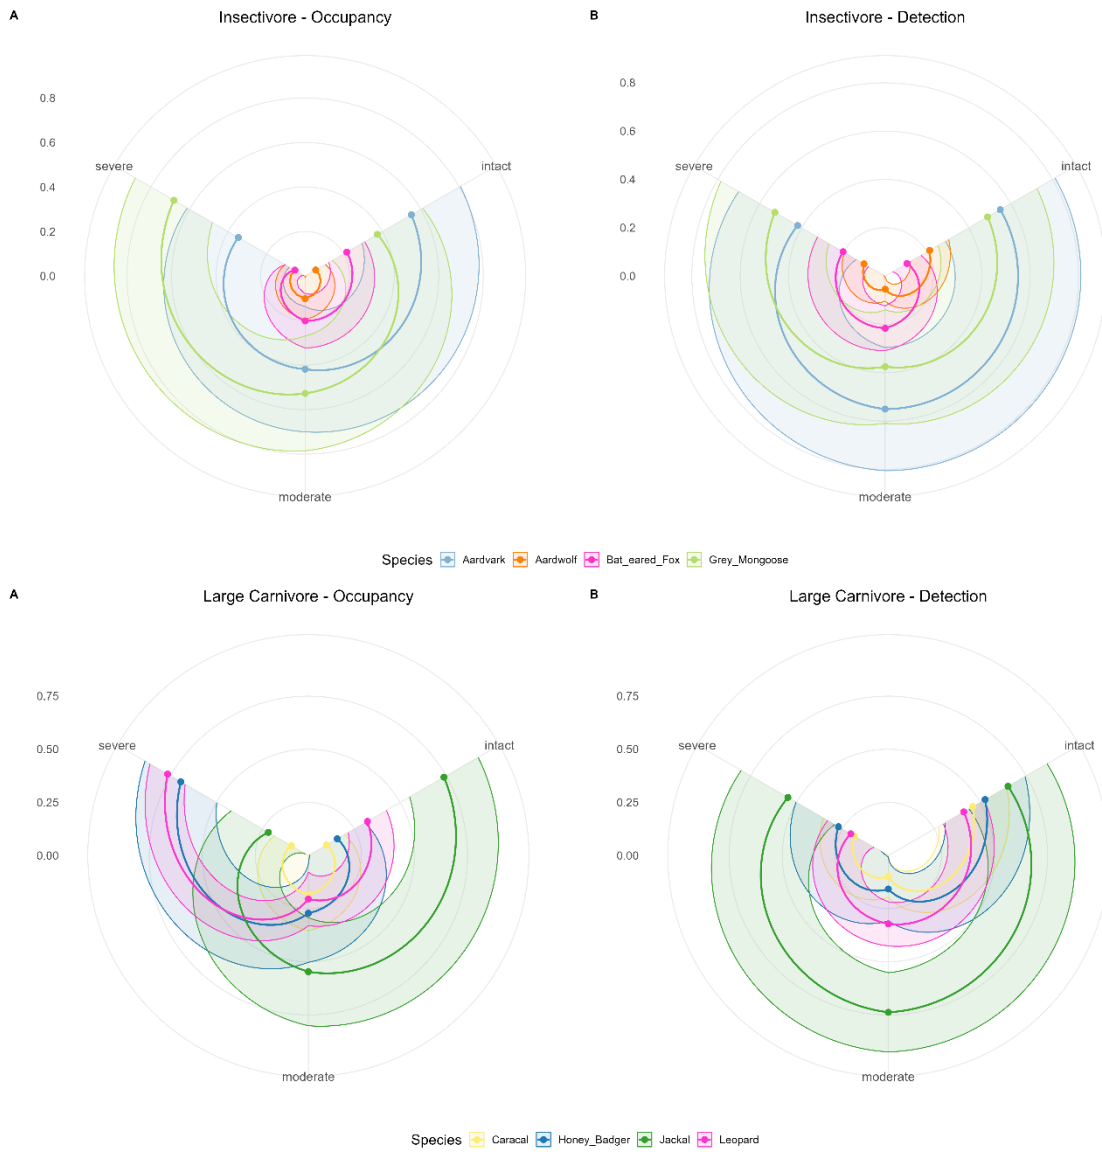 A
Insectivore - Occupancy
B
Insectivore - Detection
0.8
0.6
0.4
0.2
0.0
severe
intact
moderate
0.8
0.6
0.4
0.2
0.0
severe
intact
moderate
Species Aardvark Aardwolf Bat_eared_Fox Grey_Mongoose
A
Large Carnivore - Occupancy
B
Large Carnivore - Detection
0.75
0.50
0.25
0.00
severe
intact
moderate
0.75
0.50
0.25
0.00
severe
intact
moderate
Species Caracal Honey_Badger Jackal Leopard